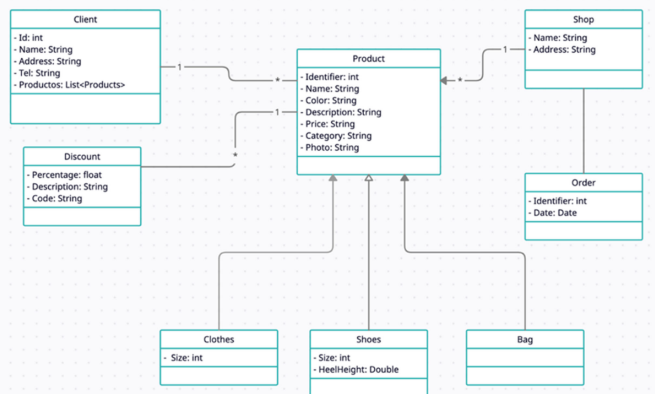 Client
- Id: int
- Name: String
- Address: String
- Tel: String
- Productos: List<Products>
1
*
Product
- Identifier: int
- Name: String
- Color: String
- Description: String
- Price: String
- Category: String
- Photo: String
Shop
- Name: String
- Address: String
1
*
Discount
- Percentage: float
- Description: String
- Code: String
1
*
Order
- Identifier: int
- Date: Date
Clothes
- Size: int
Shoes
- Size: int
- HeelHeight: Double
Bag